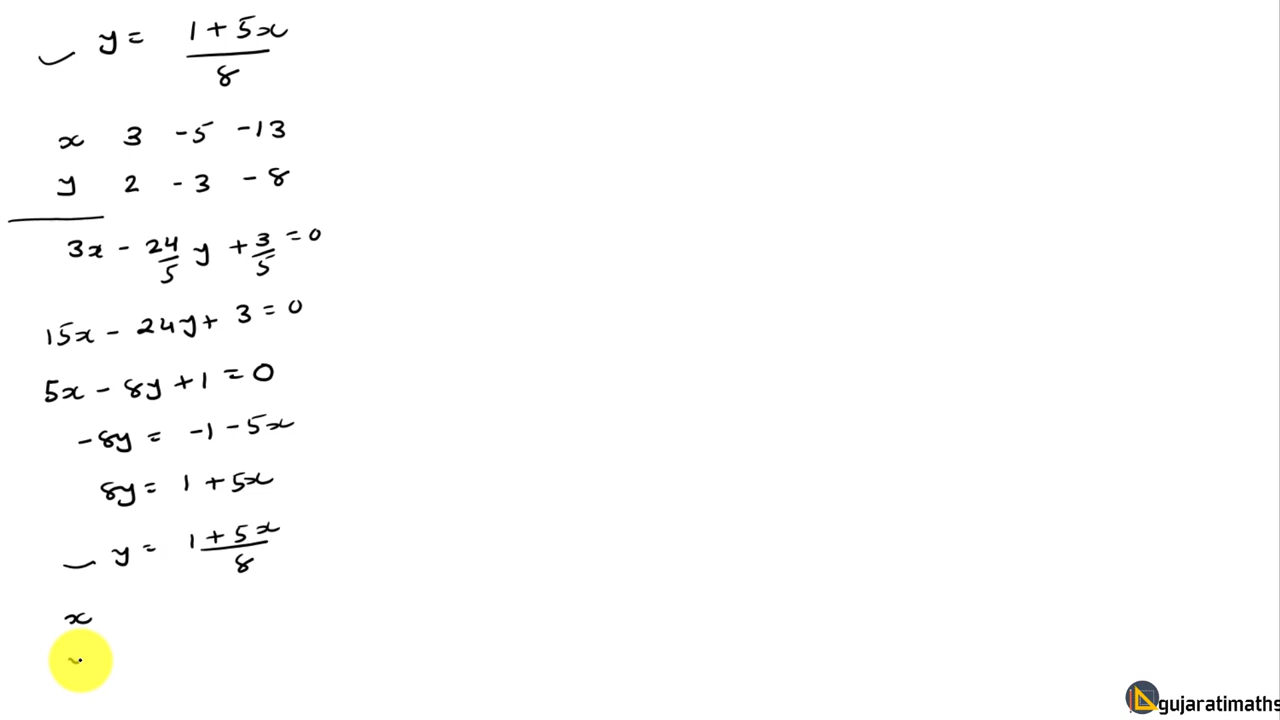 y = (1 + 5x)/8
x 3 -5 -13
y 2 -3 -8
3x - 24/5 y + 3/5 = 0
15x - 24y + 3 = 0
5x - 8y + 1 = 0
-8y = -1 - 5x
8y = 1 + 5x
y = (1 + 5x)/8
x
gujaratimaths